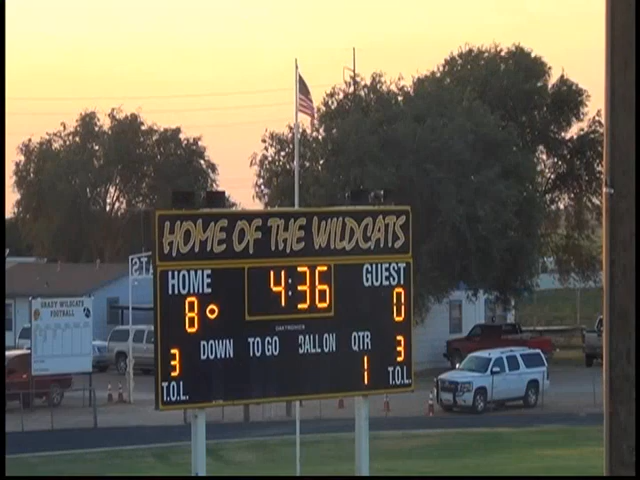 HOME OF THE WILDCATS
HOME 4:36 GUEST
8 0
DOWN TO GO BALL ON QTR
3 1 3
T.O.L. T.O.L.
WILDCATS
FOOTBALL